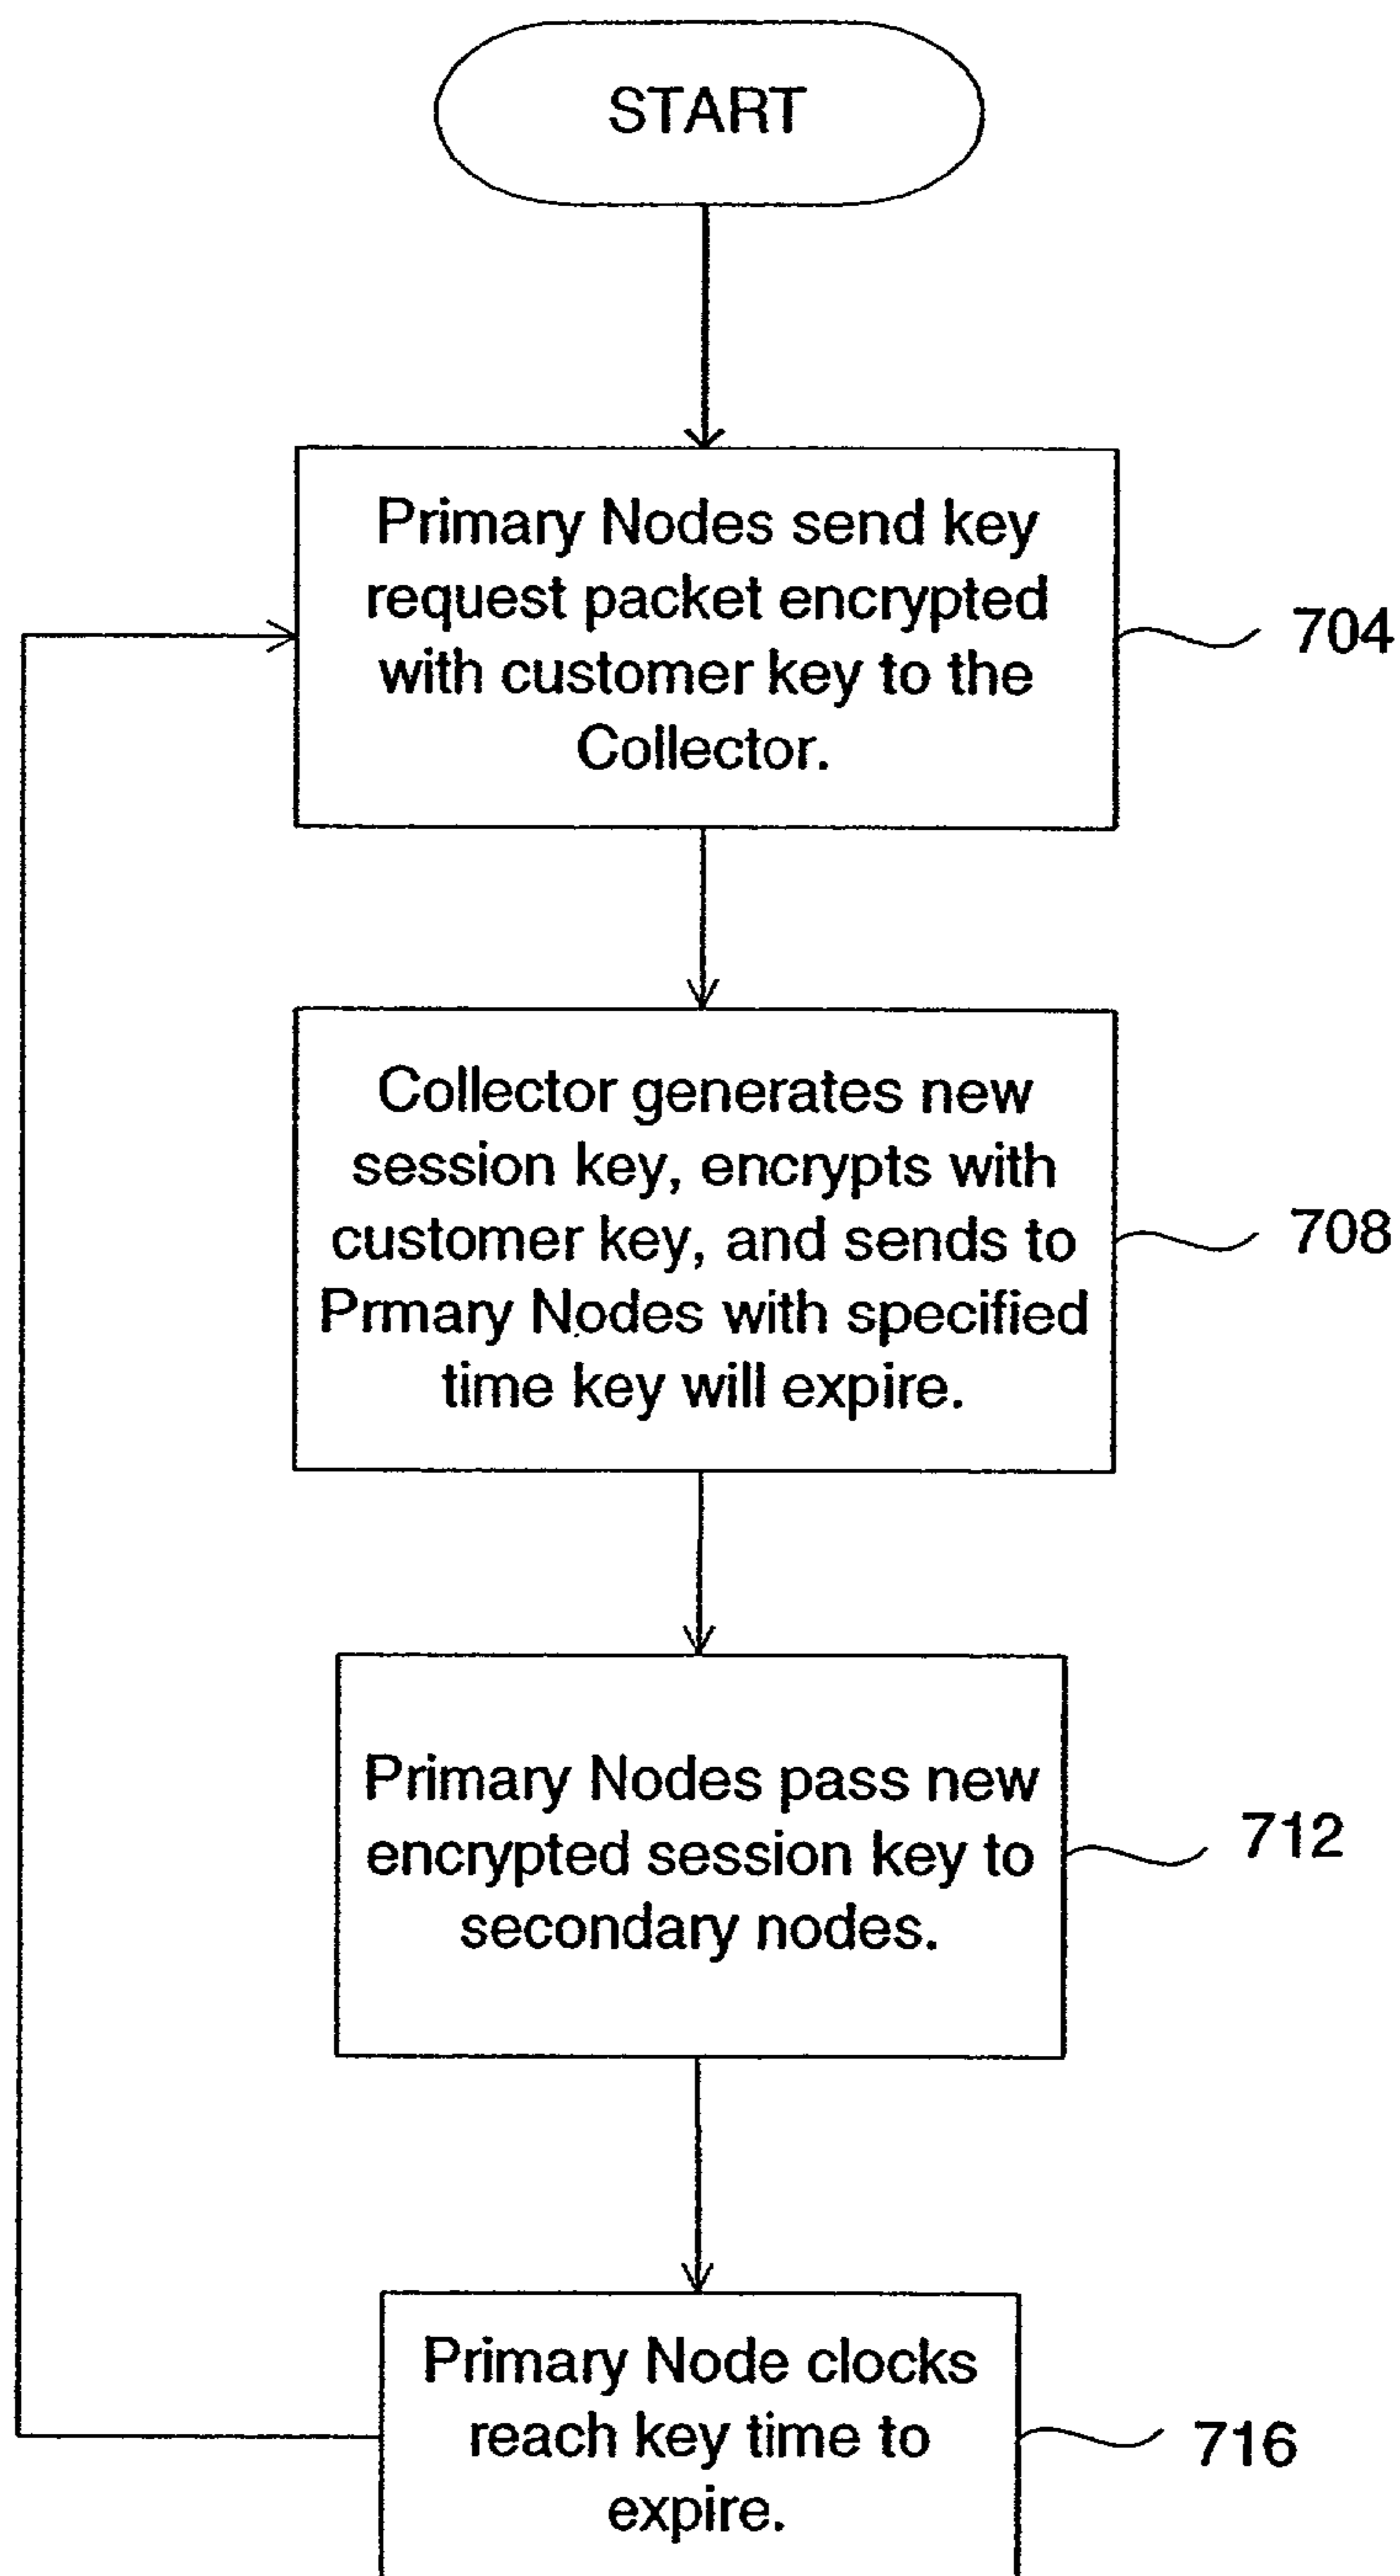 START
Primary Nodes send key
request packet encrypted
with customer key to the
Collector.
704
Collector generates new
session key, encrypts with
customer key, and sends to
Prmary Nodes with specified
time key will expire.
708
Primary Nodes pass new
encrypted session key to
secondary nodes.
712
Primary Node clocks
reach key time to
expire.
716